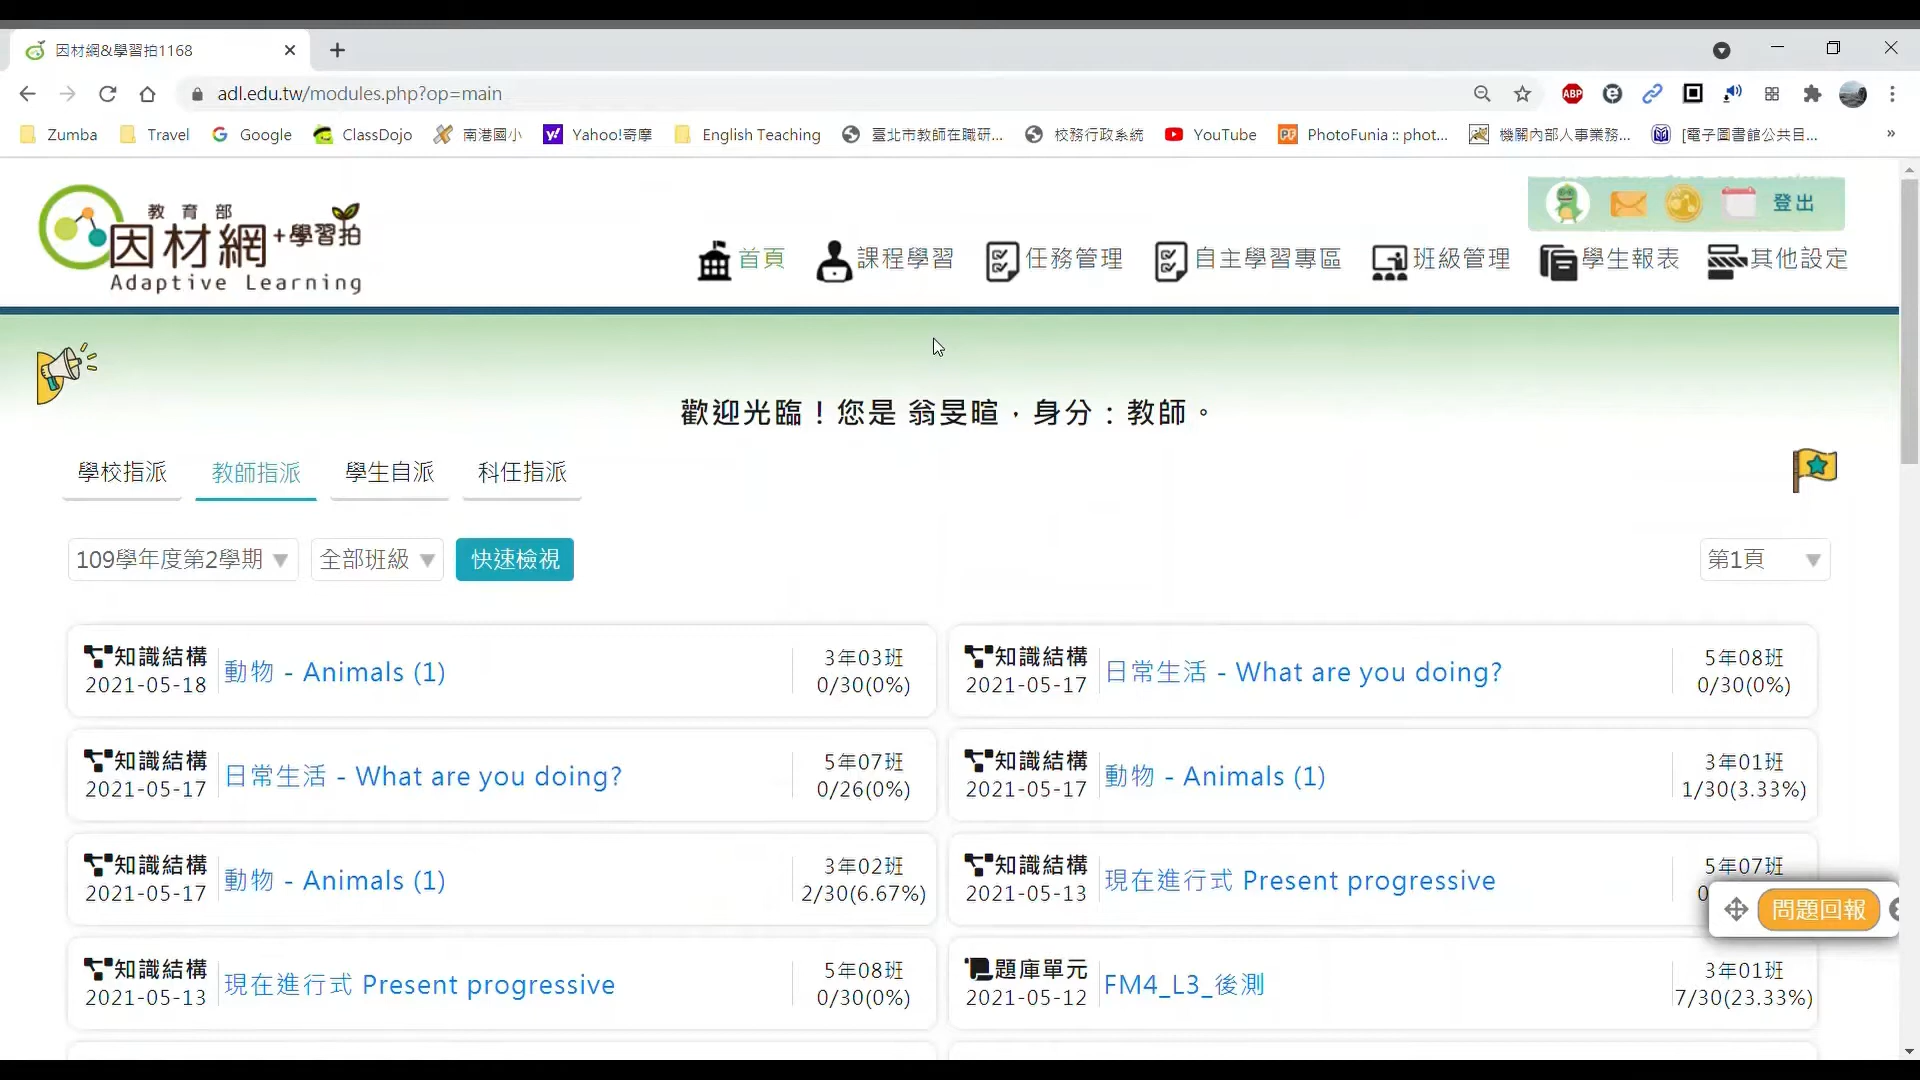 因材網&學習拍1168
adl.edu.tw/modules.php?op=main
ABP
Zumba
Travel
Google
ClassDojo
南港國小
Yahoo!奇摩
English Teaching
臺北市教師在職研...
校務行政系統
YouTube
PhotoFunia :: phot...
機關內部人事業務...
[電子圖書館公共目...
»
教育部
因材網+學習拍
Adaptive Learning
登出
首頁
課程學習
任務管理
自主學習專區
班級管理
學生報表
其他設定
歡迎光臨！您是 翁旻暄，身分：教師。
學校指派
教師指派
學生自派
科任指派
109學年度第2學期
全部班級
快速檢視
第1頁
知識結構
2021-05-18
動物 - Animals (1)
3年03班
0/30(0%)
知識結構
2021-05-17
日常生活 - What are you doing?
5年08班
0/30(0%)
知識結構
2021-05-17
日常生活 - What are you doing?
5年07班
0/26(0%)
知識結構
2021-05-17
動物 - Animals (1)
3年01班
1/30(3.33%)
知識結構
2021-05-17
動物 - Animals (1)
3年02班
2/30(6.67%)
知識結構
2021-05-13
現在進行式 Present progressive
5年07班
0
問題回報
知識結構
2021-05-13
現在進行式 Present progressive
5年08班
0/30(0%)
題庫單元
2021-05-12
FM4_L3_後測
3年01班
7/30(23.33%)